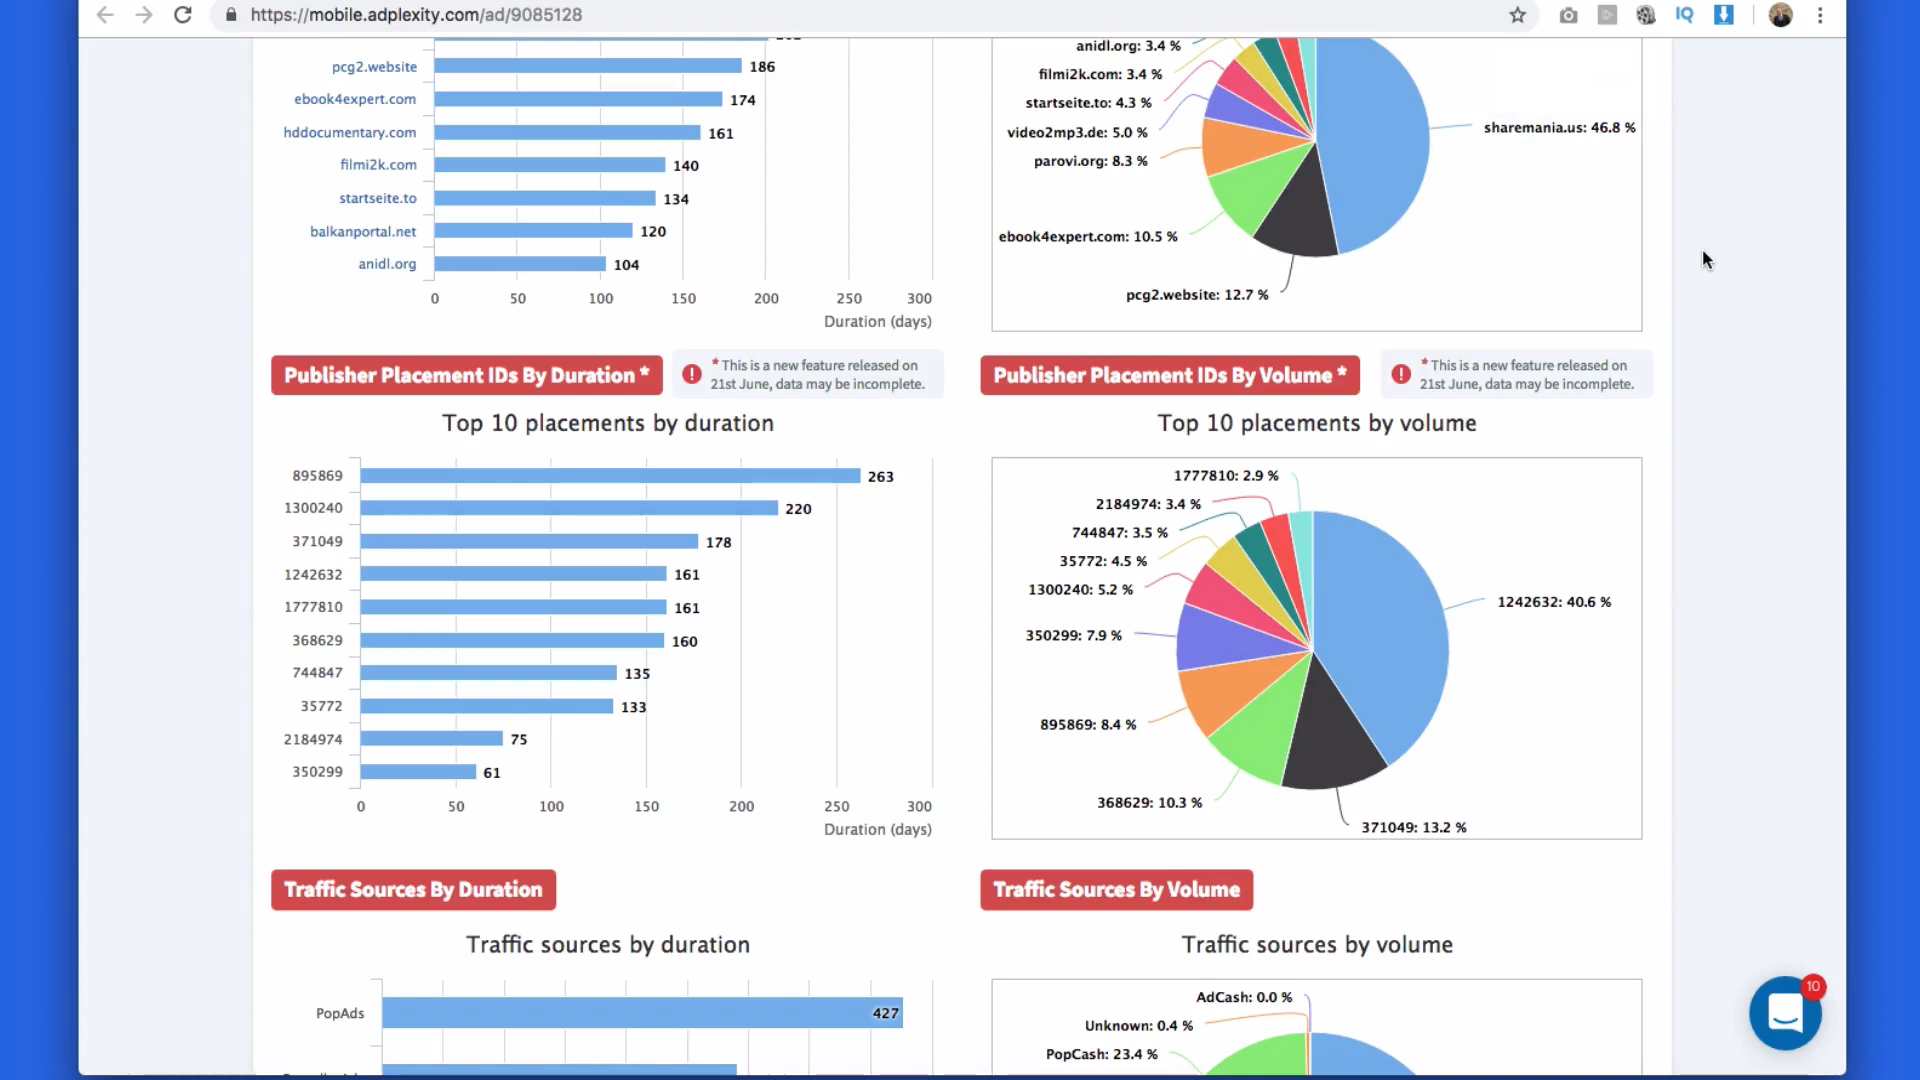 https://mobile.adplexity.com/ad/9085128
IQ
pcg2.website
186
ebook4expert.com
174
hddocumentary.com
161
filmi2k.com
140
startseite.to
134
balkanportal.net
120
anidl.org
104
0 50 100 150 200 250 300
Duration (days)
anidl.org: 3.4 %
filmi2k.com: 3.4 %
startseite.to: 4.3 %
video2mp3.de: 5.0 %
parovi.org: 8.3 %
ebook4expert.com: 10.5 %
pcg2.website: 12.7 %
sharemania.us: 46.8 %
Publisher Placement IDs By Duration *
* This is a new feature released on
21st June, data may be incomplete.
Publisher Placement IDs By Volume *
* This is a new feature released on
21st June, data may be incomplete.
Top 10 placements by duration
895869
263
1300240
220
371049
178
1242632
161
1777810
161
368629
160
744847
135
35772
133
2184974
75
350299
61
0 50 100 150 200 250 300
Duration (days)
Top 10 placements by volume
1777810: 2.9 %
2184974: 3.4 %
744847: 3.5 %
35772: 4.5 %
1300240: 5.2 %
350299: 7.9 %
895869: 8.4 %
368629: 10.3 %
371049: 13.2 %
1242632: 40.6 %
Traffic Sources By Duration
Traffic Sources By Volume
Traffic sources by duration
PopAds
427
Traffic sources by volume
AdCash: 0.0 %
Unknown: 0.4 %
PopCash: 23.4 %
10